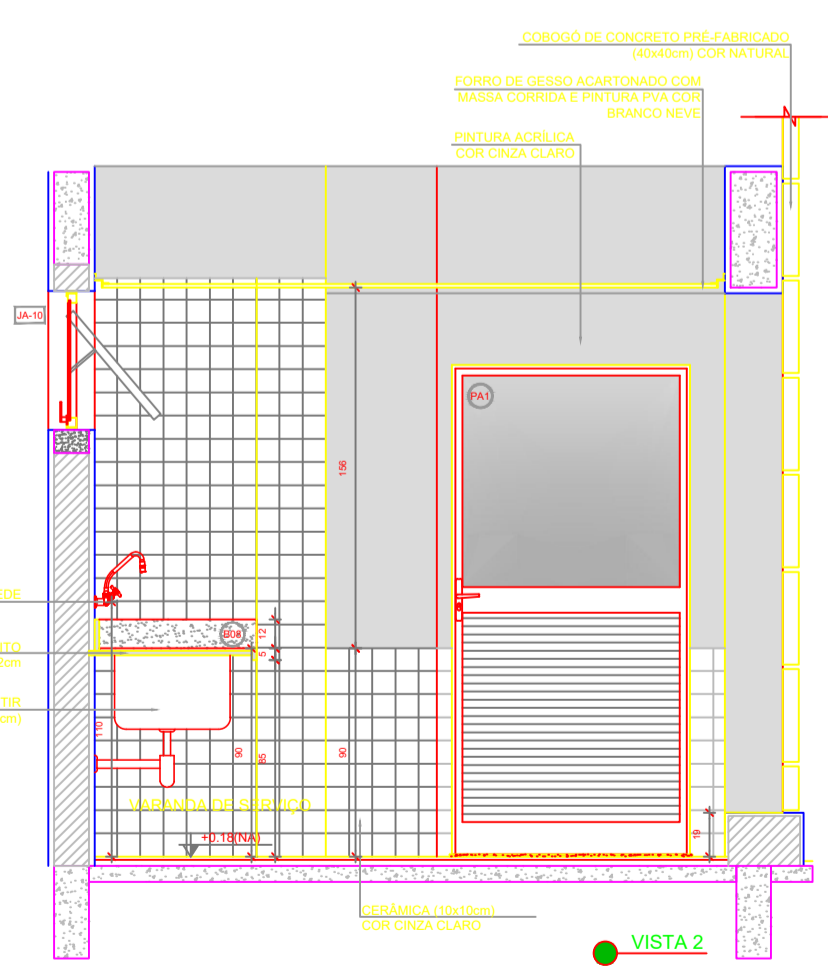 COBOGÓ DE CONCRETO PRÉ-FABRICADO
(40x40cm) COR NATURAL
FORRO DE GESSO ACARTONADO COM
MASSA CORRIDA E PINTURA PVA COR
BRANCO NEVE
PINTURA ACRÍLICA
COR CINZA CLARO
JA-10
PA1
156
EDE
B08
12
NTO
2cm
5
TIR
cm)
110
90
85
90
VARANDA DE SERVIÇO
+0.18(NA)
19
CERÂMICA (10x10cm)
COR CINZA CLARO
VISTA 2